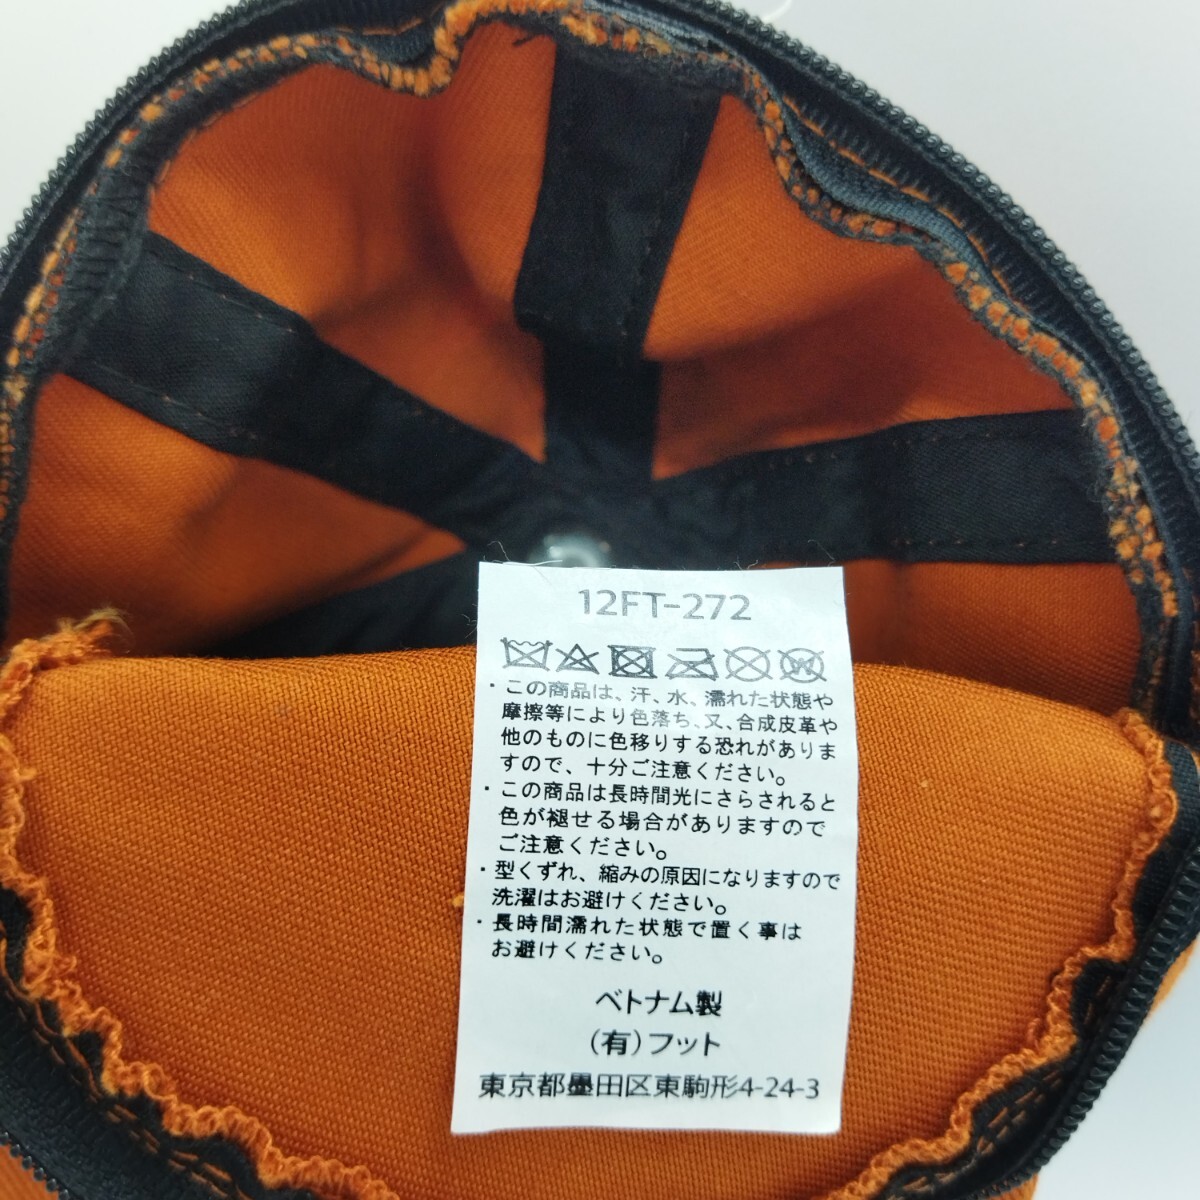 12FT-272
・この商品は、汗、水、濡れた状態や
摩擦等により色落ち、又、合成皮革や
他のものに色移りする恐れがありま
すので、十分ご注意ください。
・この商品は長時間光にさらされると
色が褪せる場合がありますので
ご注意ください。
・型くずれ、縮みの原因になりますので
洗濯はお避けください。
・長時間濡れた状態で置く事は
お避けください。
ベトナム製
(有)フット
東京都墨田区東駒形4-24-3